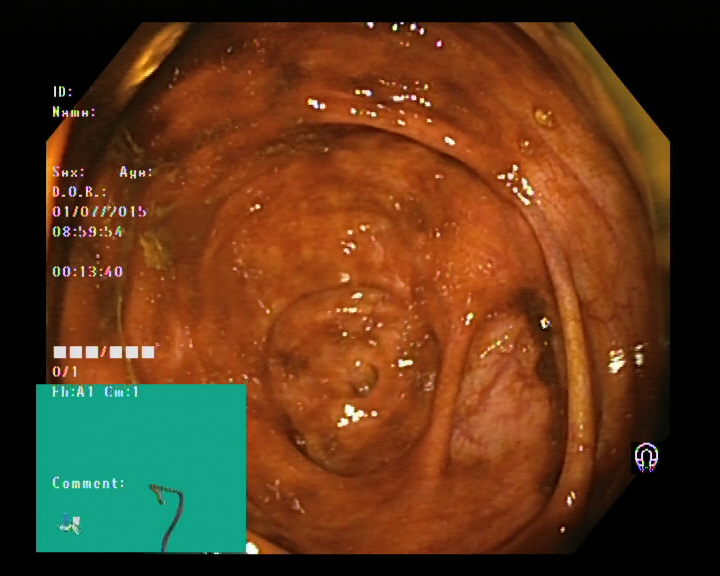 ID:
Name:
Sex: Age:
D.O.B.:
01/07/2015
08:59:54
00:13:40
■■■/■■■
0/1
Eh:A1 Cm:1
Comment: